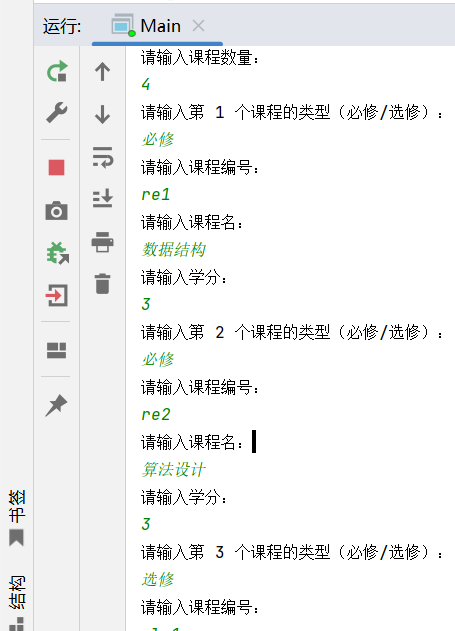 运行:
Main
请输入课程数量：
4
请输入第 1 个课程的类型（必修/选修）：
必修
请输入课程编号：
re1
请输入课程名：
数据结构
请输入学分：
3
请输入第 2 个课程的类型（必修/选修）：
必修
请输入课程编号：
re2
请输入课程名：
算法设计
请输入学分：
3
请输入第 3 个课程的类型（必修/选修）：
选修
请输入课程编号：
书签
结构